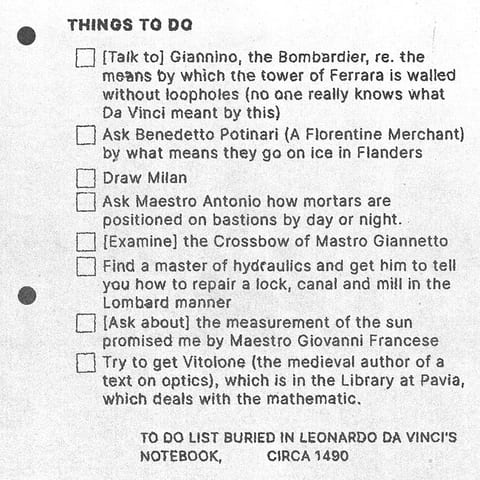 THINGS TO DO
[Talk to] Giannino, the Bombardier, re. the
means by which the tower of Ferrara is walled
without loopholes (no one really knows what
Da Vinci meant by this)
Ask Benedetto Potinari (A Florentine Merchant)
by what means they go on ice in Flanders
Draw Milan
Ask Maestro Antonio how mortars are
positioned on bastions by day or night.
[Examine] the Crossbow of Mastro Giannetto
Find a master of hydraulics and get him to tell
you how to repair a lock, canal and mill in the
Lombard manner
[Ask about] the measurement of the sun
promised me by Maestro Giovanni Francese
Try to get Vitolone (the medieval author of a
text on optics), which is in the Library at Pavia,
which deals with the mathematic.
TO DO LIST BURIED IN LEONARDO DA VINCI'S
NOTEBOOK, CIRCA 1490